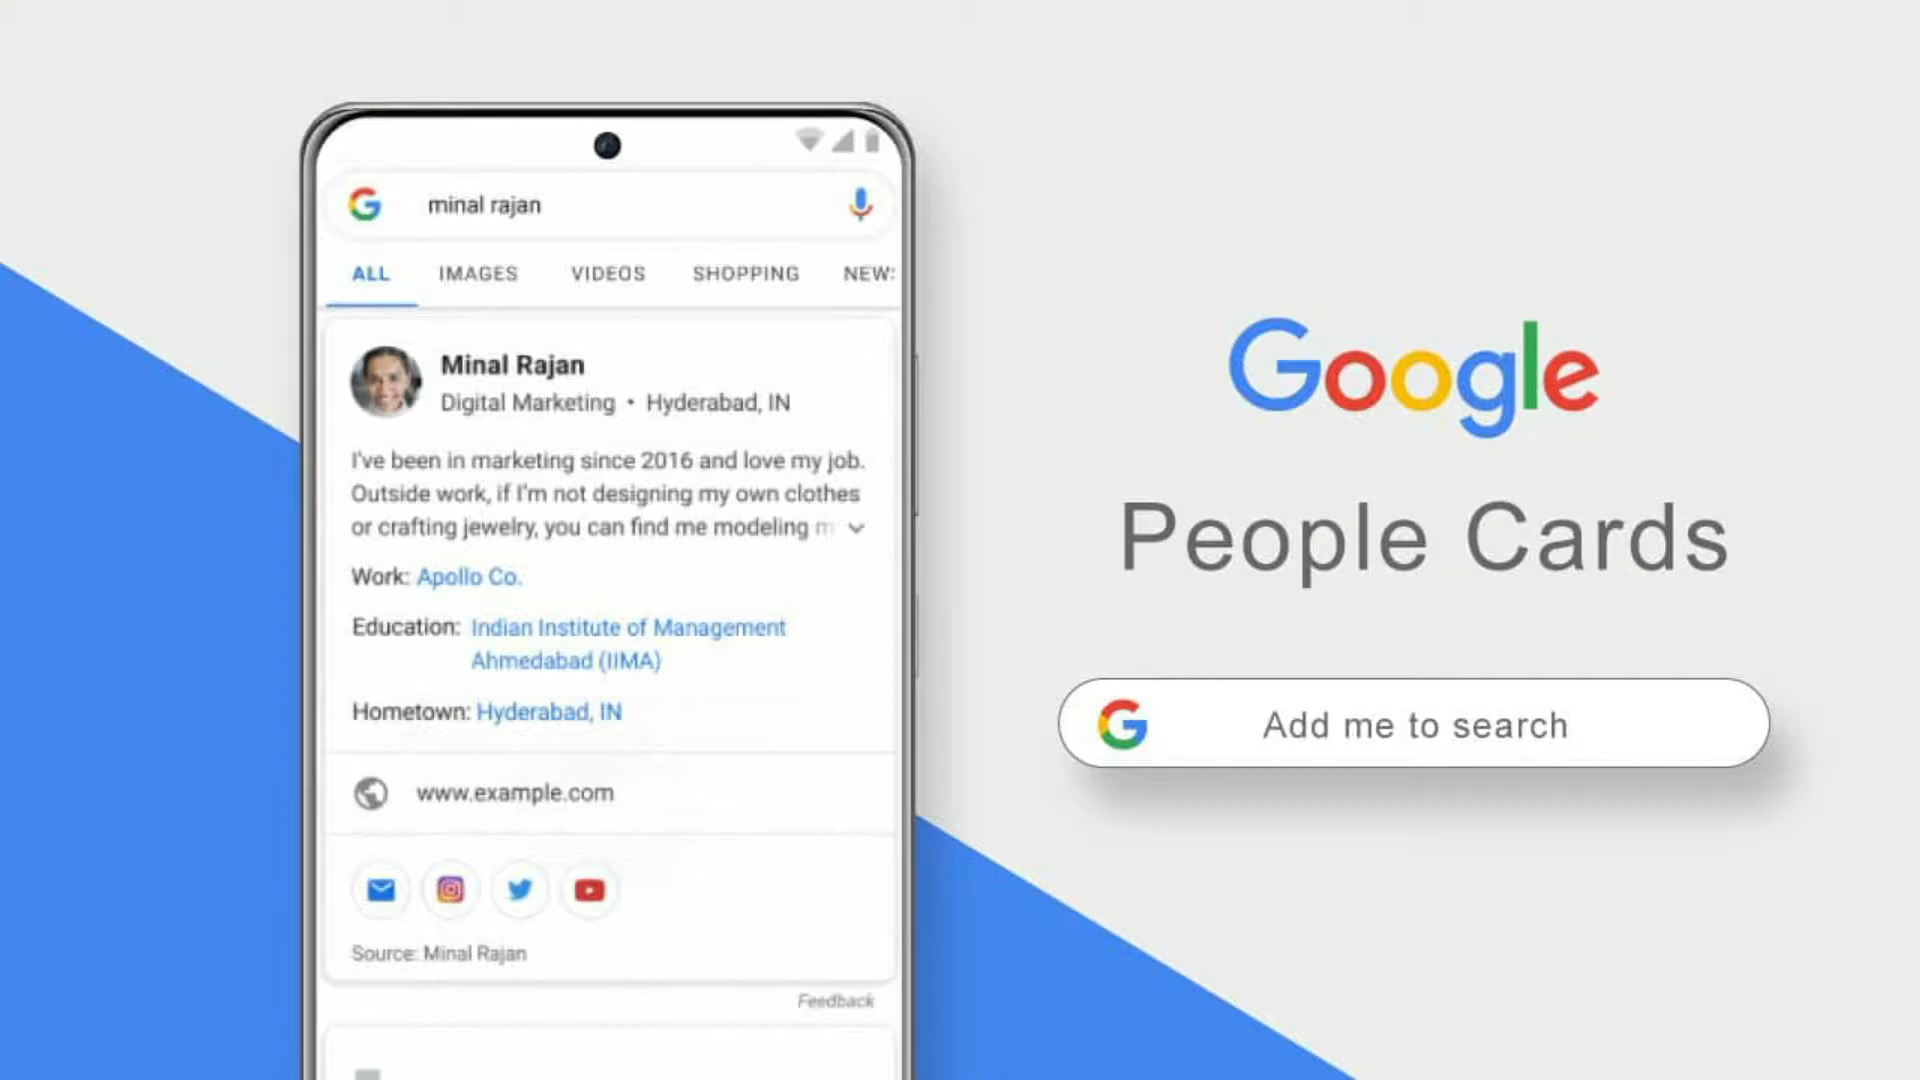 minal rajan
ALL IMAGES VIDEOS SHOPPING NEWS
Minal Rajan
Digital Marketing • Hyderabad, IN
I've been in marketing since 2016 and love my job.
Outside work, if I'm not designing my own clothes
or crafting jewelry, you can find me modeling m
Work: Apollo Co.
Education: Indian Institute of Management
Ahmedabad (IIMA)
Hometown: Hyderabad, IN
www.example.com
Source: Minal Rajan
Feedback
Google
People Cards
Add me to search